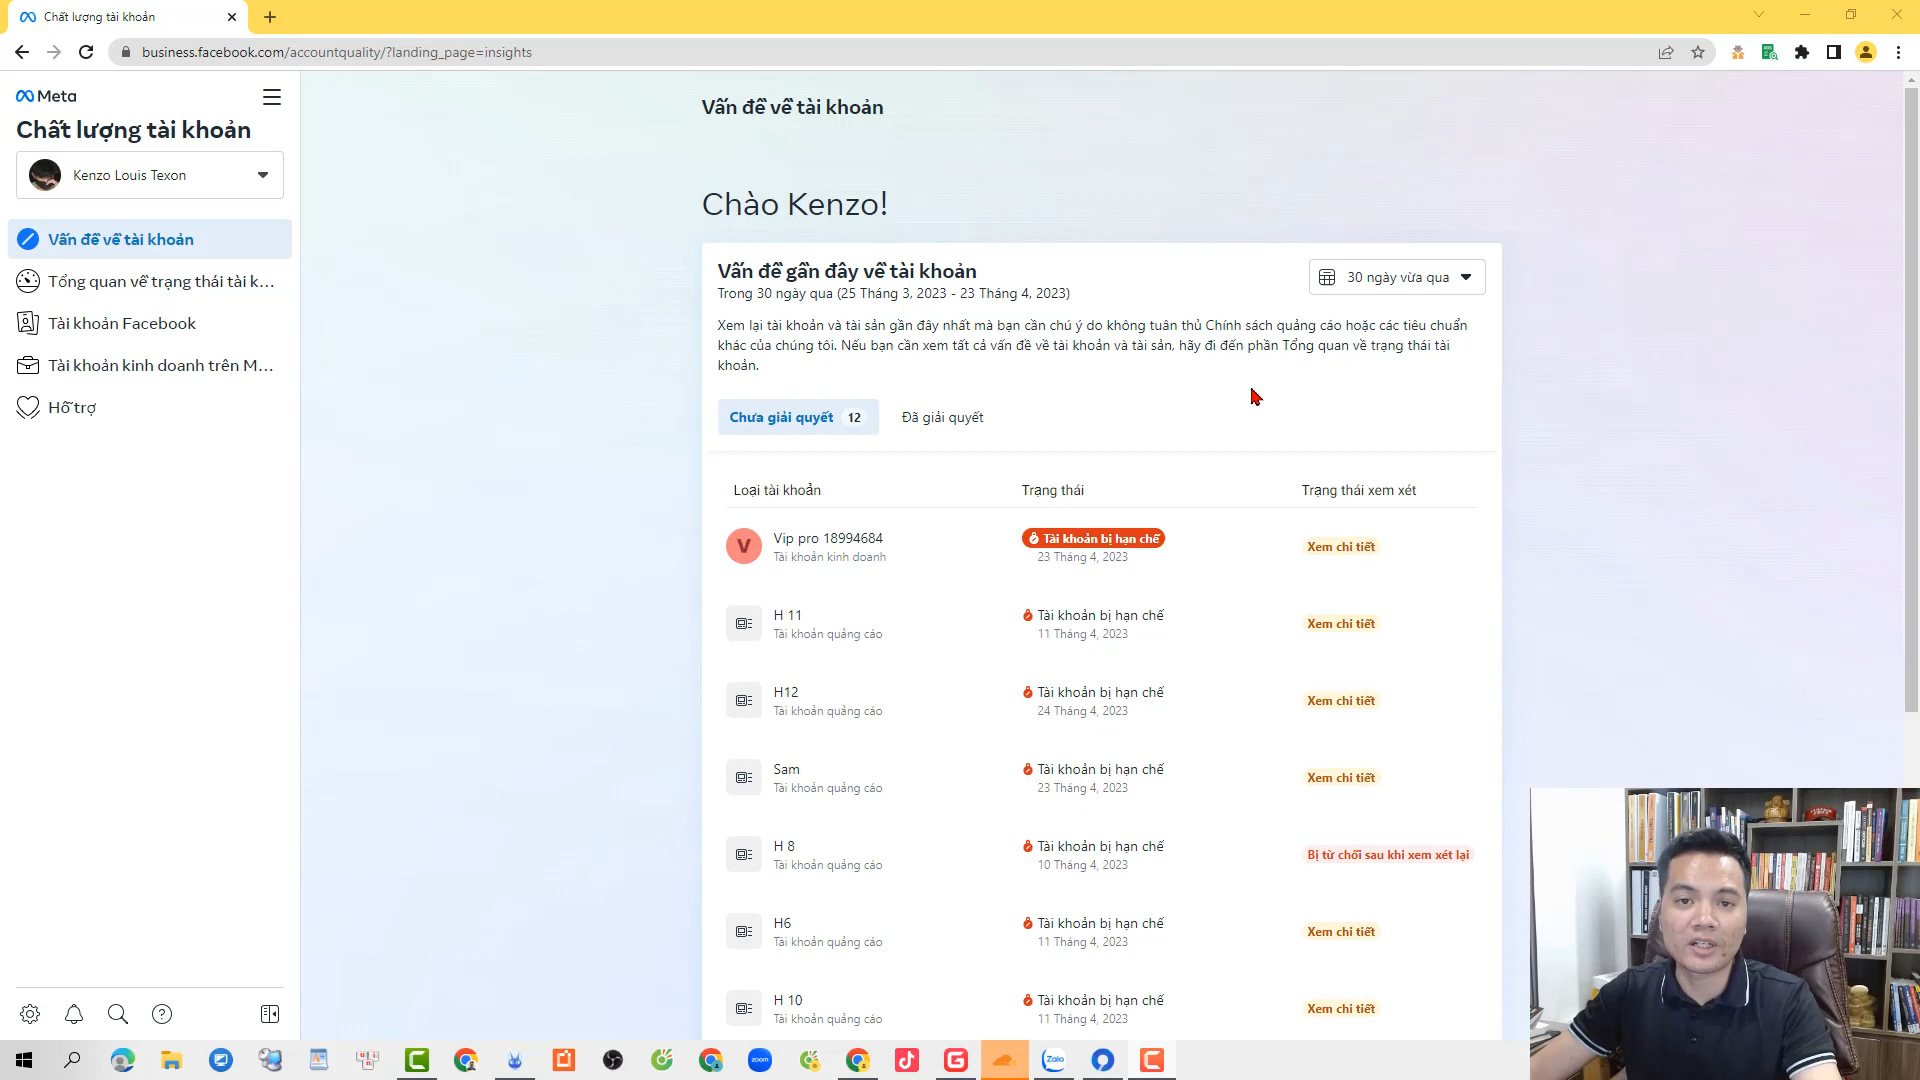 Chất lượng tài khoản
business.facebook.com/accountquality/?landing_page=insights
Meta
Chất lượng tài khoản
Kenzo Louis Texon
Vấn đề về tài khoản
Tổng quan về trạng thái tài k...
Tài khoản Facebook
Tài khoản kinh doanh trên M...
Hỗ trợ
Vấn đề về tài khoản
Chào Kenzo!
Vấn đề gần đây về tài khoản
Trong 30 ngày qua (25 Tháng 3, 2023 - 23 Tháng 4, 2023)
30 ngày vừa qua
Xem lại tài khoản và tài sản gần đây nhất mà bạn cần chú ý do không tuân thủ Chính sách quảng cáo hoặc các tiêu chuẩn
khác của chúng tôi. Nếu bạn cần xem tất cả vấn đề về tài khoản và tài sản, hãy đi đến phần Tổng quan về trạng thái tài
khoản.
Chưa giải quyết 12 Đã giải quyết
Loại tài khoản Trạng thái Trạng thái xem xét
V Vip pro 18994684 Tài khoản bị hạn chế Xem chi tiết
Tài khoản kinh doanh 23 Tháng 4, 2023
H 11 Tài khoản bị hạn chế Xem chi tiết
Tài khoản quảng cáo 11 Tháng 4, 2023
H12 Tài khoản bị hạn chế Xem chi tiết
Tài khoản quảng cáo 24 Tháng 4, 2023
Sam Tài khoản bị hạn chế Xem chi tiết
Tài khoản quảng cáo 23 Tháng 4, 2023
H 8 Tài khoản bị hạn chế Bị từ chối sau khi xem xét lại
Tài khoản quảng cáo 10 Tháng 4, 2023
H6 Tài khoản bị hạn chế Xem chi tiết
Tài khoản quảng cáo 11 Tháng 4, 2023
H 10 Tài khoản bị hạn chế Xem chi tiết
Tài khoản quảng cáo 11 Tháng 4, 2023
zoom
Zalo